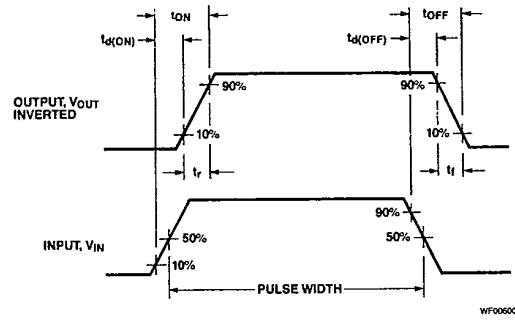 tON
tOFF
td(ON)
td(OFF)
OUTPUT, VOUT
INVERTED
90%
90%
10%
10%
tr
tf
INPUT, VIN
90%
50%
50%
10%
PULSE WIDTH
WF00600